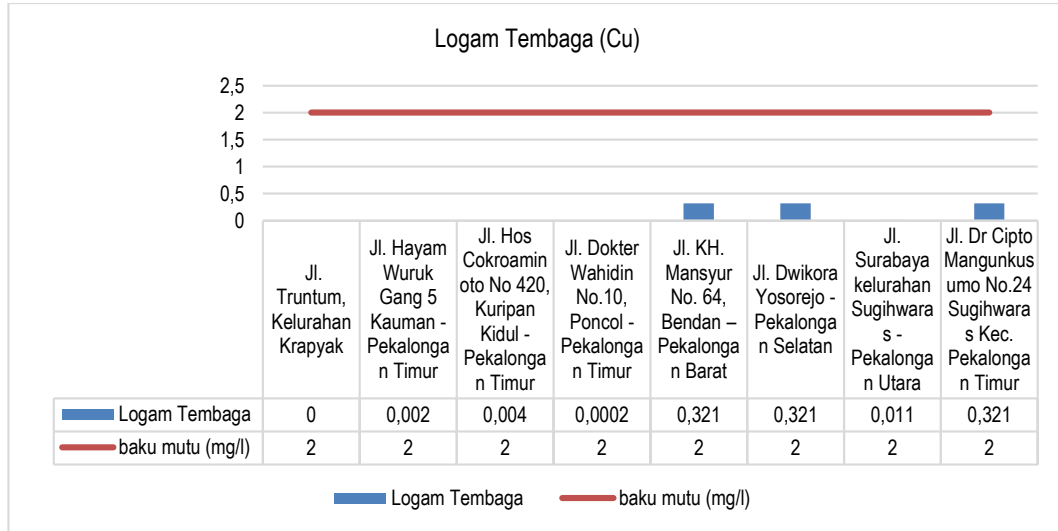 Logam Tembaga (Cu)
2,5
2
1,5
1
0,5
0
Jl.
Truntum,
Kelurahan
Krapyak
Jl. Hayam
Wuruk
Gang 5
Kauman -
Pekalonga
n Timur
Jl. Hos
Cokroamin
oto No 420,
Kuripan
Kidul -
Pekalonga
n Timur
Jl. Dokter
Wahidin
No.10,
Poncol -
Pekalonga
n Timur
Jl. KH.
Mansyur
No. 64,
Bendan –
Pekalonga
n Barat
Jl. Dwikora
Yosorejo -
Pekalonga
n Selatan
Jl.
Surabaya
kelurahan
Sugihwara
s -
Pekalonga
n Utara
Jl. Dr Cipto
Mangunkus
umo No.24
Sugihwara
s Kec.
Pekalonga
n Timur
Logam Tembaga 0 0,002 0,004 0,0002 0,321 0,321 0,011 0,321
baku mutu (mg/l) 2 2 2 2 2 2 2 2
Logam Tembaga baku mutu (mg/l)